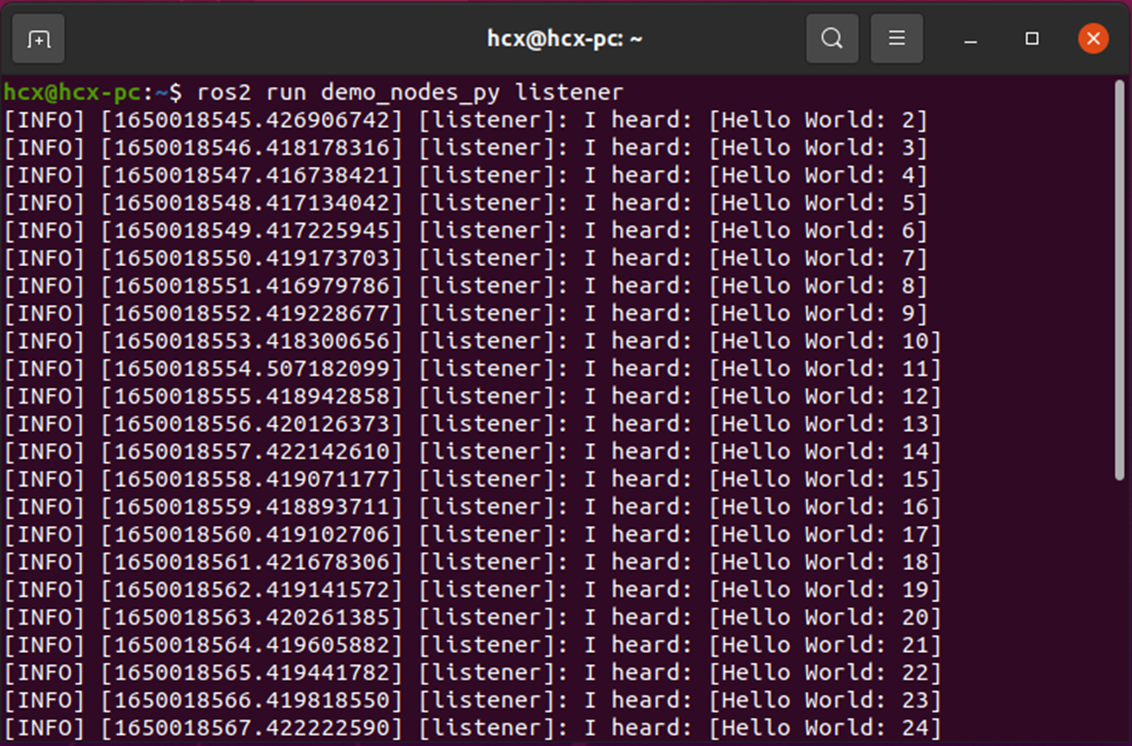 hcx@hcx-pc: ~
hcx@hcx-pc:~$ ros2 run demo_nodes_py listener
[INFO] [1650018545.426906742] [listener]: I heard: [Hello World: 2]
[INFO] [1650018546.418178316] [listener]: I heard: [Hello World: 3]
[INFO] [1650018547.416738421] [listener]: I heard: [Hello World: 4]
[INFO] [1650018548.417134042] [listener]: I heard: [Hello World: 5]
[INFO] [1650018549.417225945] [listener]: I heard: [Hello World: 6]
[INFO] [1650018550.419173703] [listener]: I heard: [Hello World: 7]
[INFO] [1650018551.416979786] [listener]: I heard: [Hello World: 8]
[INFO] [1650018552.419228677] [listener]: I heard: [Hello World: 9]
[INFO] [1650018553.418300656] [listener]: I heard: [Hello World: 10]
[INFO] [1650018554.507182099] [listener]: I heard: [Hello World: 11]
[INFO] [1650018555.418942858] [listener]: I heard: [Hello World: 12]
[INFO] [1650018556.420126373] [listener]: I heard: [Hello World: 13]
[INFO] [1650018557.422142610] [listener]: I heard: [Hello World: 14]
[INFO] [1650018558.419071177] [listener]: I heard: [Hello World: 15]
[INFO] [1650018559.418893711] [listener]: I heard: [Hello World: 16]
[INFO] [1650018560.419102706] [listener]: I heard: [Hello World: 17]
[INFO] [1650018561.421678306] [listener]: I heard: [Hello World: 18]
[INFO] [1650018562.419141572] [listener]: I heard: [Hello World: 19]
[INFO] [1650018563.420261385] [listener]: I heard: [Hello World: 20]
[INFO] [1650018564.419605882] [listener]: I heard: [Hello World: 21]
[INFO] [1650018565.419441782] [listener]: I heard: [Hello World: 22]
[INFO] [1650018566.419818550] [listener]: I heard: [Hello World: 23]
[INFO] [1650018567.422222590] [listener]: I heard: [Hello World: 24]